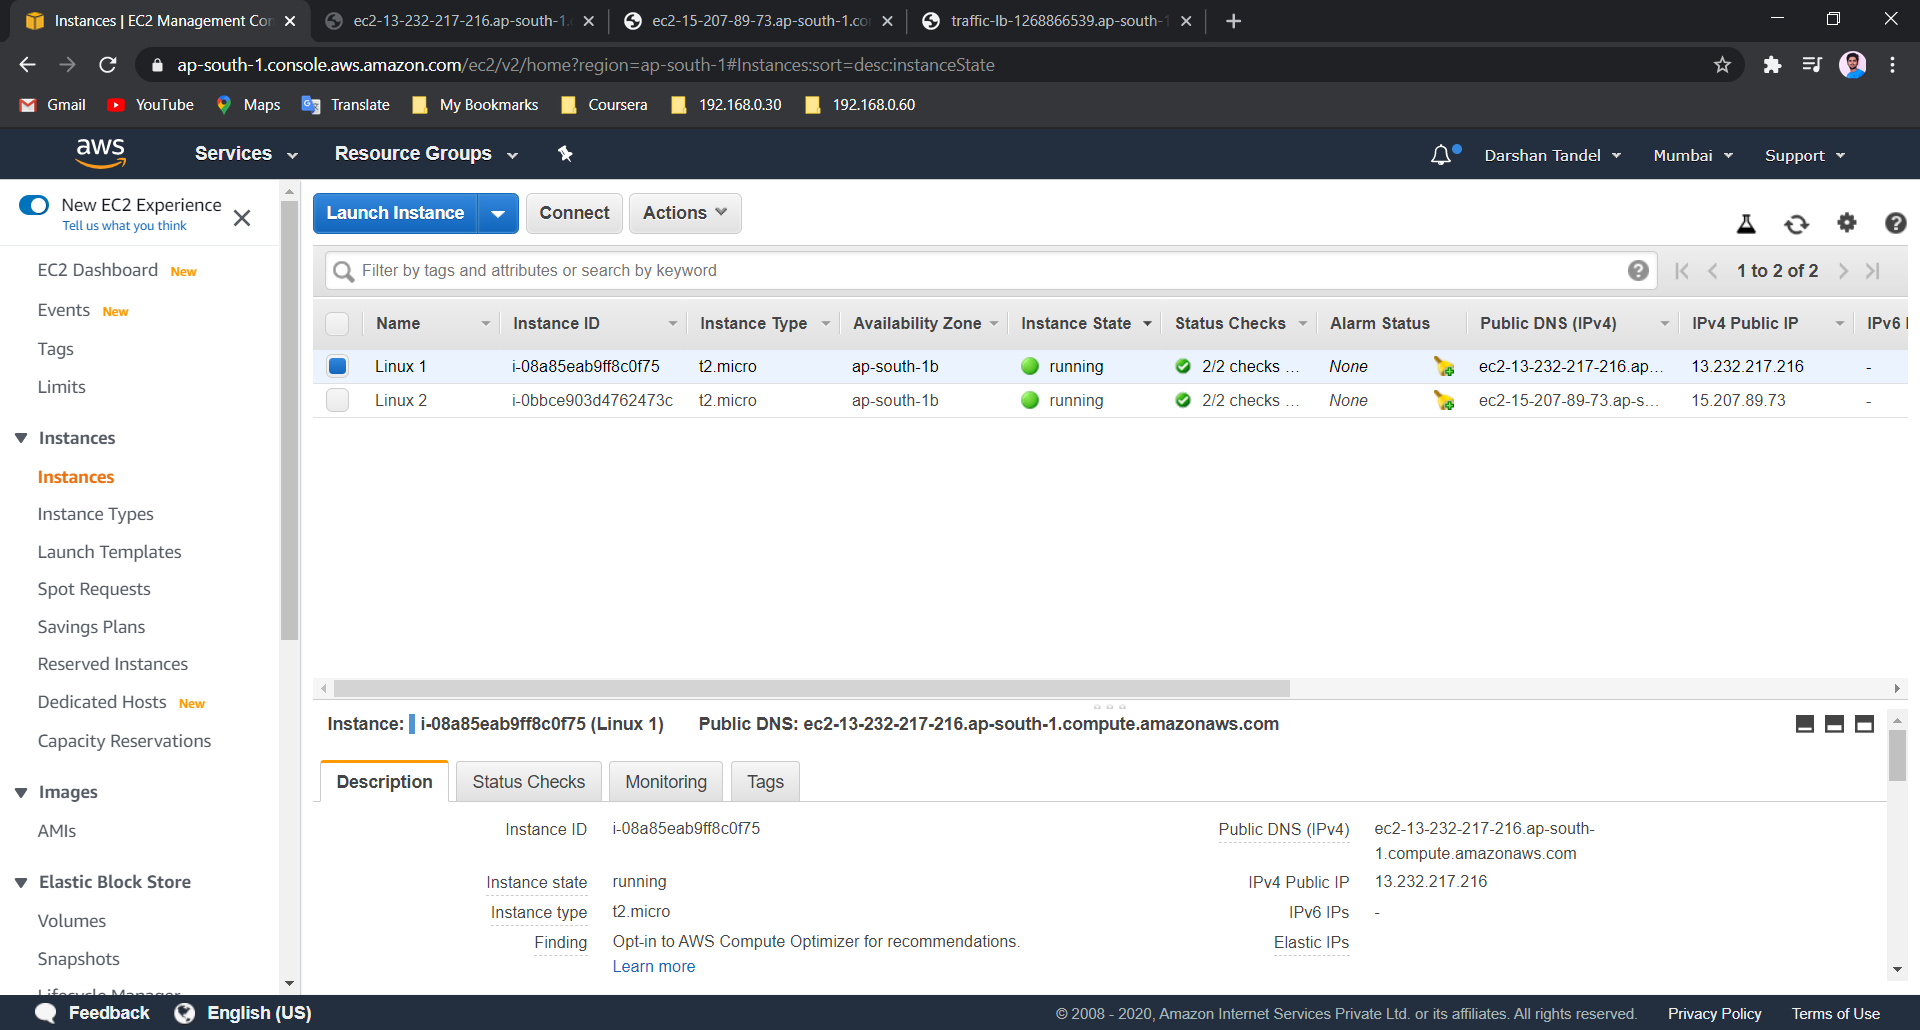 Instances | EC2 Management Con
ec2-13-232-217-216.ap-south-1.
ec2-15-207-89-73.ap-south-1.co
traffic-lb-1268866539.ap-south-1
ap-south-1.console.aws.amazon.com/ec2/v2/home?region=ap-south-1#Instances:sort=desc:instanceState
Gmail YouTube Maps Translate My Bookmarks Coursera 192.168.0.30 192.168.0.60
aws Services Resource Groups Darshan Tandel Mumbai Support
New EC2 Experience
Tell us what you think
EC2 Dashboard New
Events New
Tags
Limits
Instances
Instances
Instance Types
Launch Templates
Spot Requests
Savings Plans
Reserved Instances
Dedicated Hosts New
Capacity Reservations
Images
AMIs
Elastic Block Store
Volumes
Snapshots
Lifecycle Manager
Launch Instance Connect Actions
Filter by tags and attributes or search by keyword 1 to 2 of 2
Name Instance ID Instance Type Availability Zone Instance State Status Checks Alarm Status Public DNS (IPv4) IPv4 Public IP IPv6
Linux 1 i-08a85eab9ff8c0f75 t2.micro ap-south-1b running 2/2 checks ... None ec2-13-232-217-216.ap... 13.232.217.216 -
Linux 2 i-0bbce903d4762473c t2.micro ap-south-1b running 2/2 checks ... None ec2-15-207-89-73.ap-s... 15.207.89.73 -
Instance: i-08a85eab9ff8c0f75 (Linux 1) Public DNS: ec2-13-232-217-216.ap-south-1.compute.amazonaws.com
Description Status Checks Monitoring Tags
Instance ID i-08a85eab9ff8c0f75
Instance state running
Instance type t2.micro
Finding Opt-in to AWS Compute Optimizer for recommendations.
Learn more
Public DNS (IPv4) ec2-13-232-217-216.ap-south-
1.compute.amazonaws.com
IPv4 Public IP 13.232.217.216
IPv6 IPs -
Elastic IPs
Feedback English (US) © 2008 - 2020, Amazon Internet Services Private Ltd. or its affiliates. All rights reserved. Privacy Policy Terms of Use